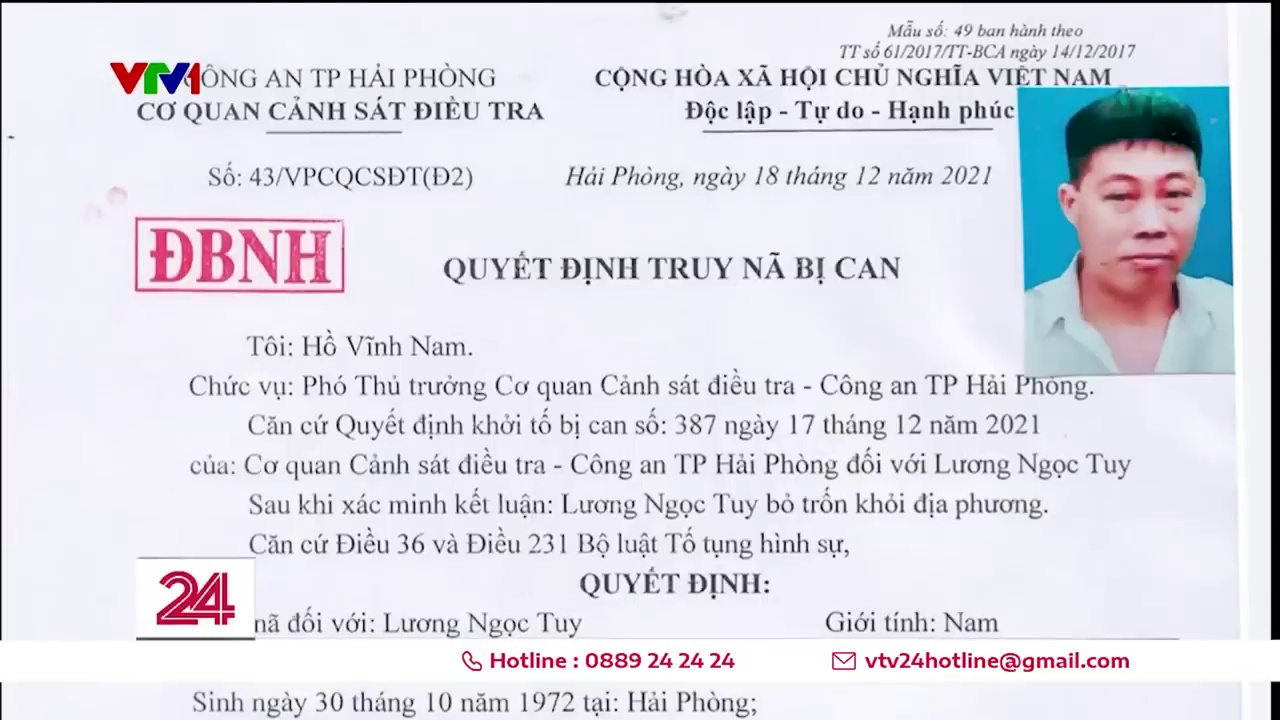 Mẫu số: 49 ban hành theo
TT số 61/2017/TT-BCA ngày 14/12/2017
VTV1
CÔNG AN TP HẢI PHÒNG
CỘNG HÒA XÃ HỘI CHỦ NGHĨA VIỆT NAM
CƠ QUAN CẢNH SÁT ĐIỀU TRA
Độc lập - Tự do - Hạnh phúc
Số: 43/VPCQCSĐT(Đ2)
Hải Phòng, ngày 18 tháng 12 năm 2021
ĐBNH
QUYẾT ĐỊNH TRUY NÃ BỊ CAN
Tôi: Hồ Vĩnh Nam.
Chức vụ: Phó Thủ trưởng Cơ quan Cảnh sát điều tra - Công an TP Hải Phòng.
Căn cứ Quyết định khởi tố bị can số: 387 ngày 17 tháng 12 năm 2021
của: Cơ quan Cảnh sát điều tra - Công an TP Hải Phòng đối với Lương Ngọc Tuy
Sau khi xác minh kết luận: Lương Ngọc Tuy bỏ trốn khỏi địa phương.
Căn cứ Điều 36 và Điều 231 Bộ luật Tố tụng hình sự,
QUYẾT ĐỊNH:
24
nã đối với: Lương Ngọc Tuy
Giới tính: Nam
Hotline : 0889 24 24 24
vtv24hotline@gmail.com
Sinh ngày 30 tháng 10 năm 1972 tại: Hải Phòng;